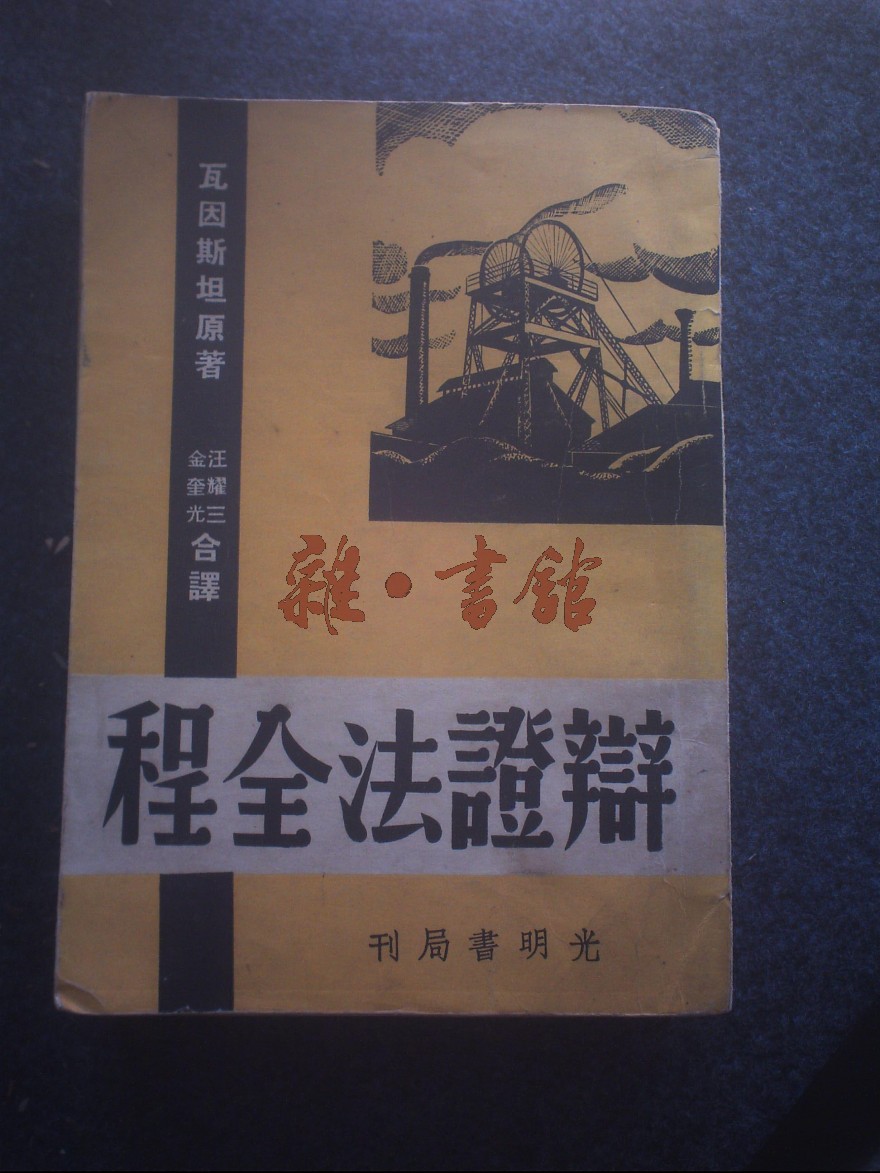 瓦因斯坦原著
汪耀三
金奎光
合譯
雜·書館
辯證法全程
光明書局刊